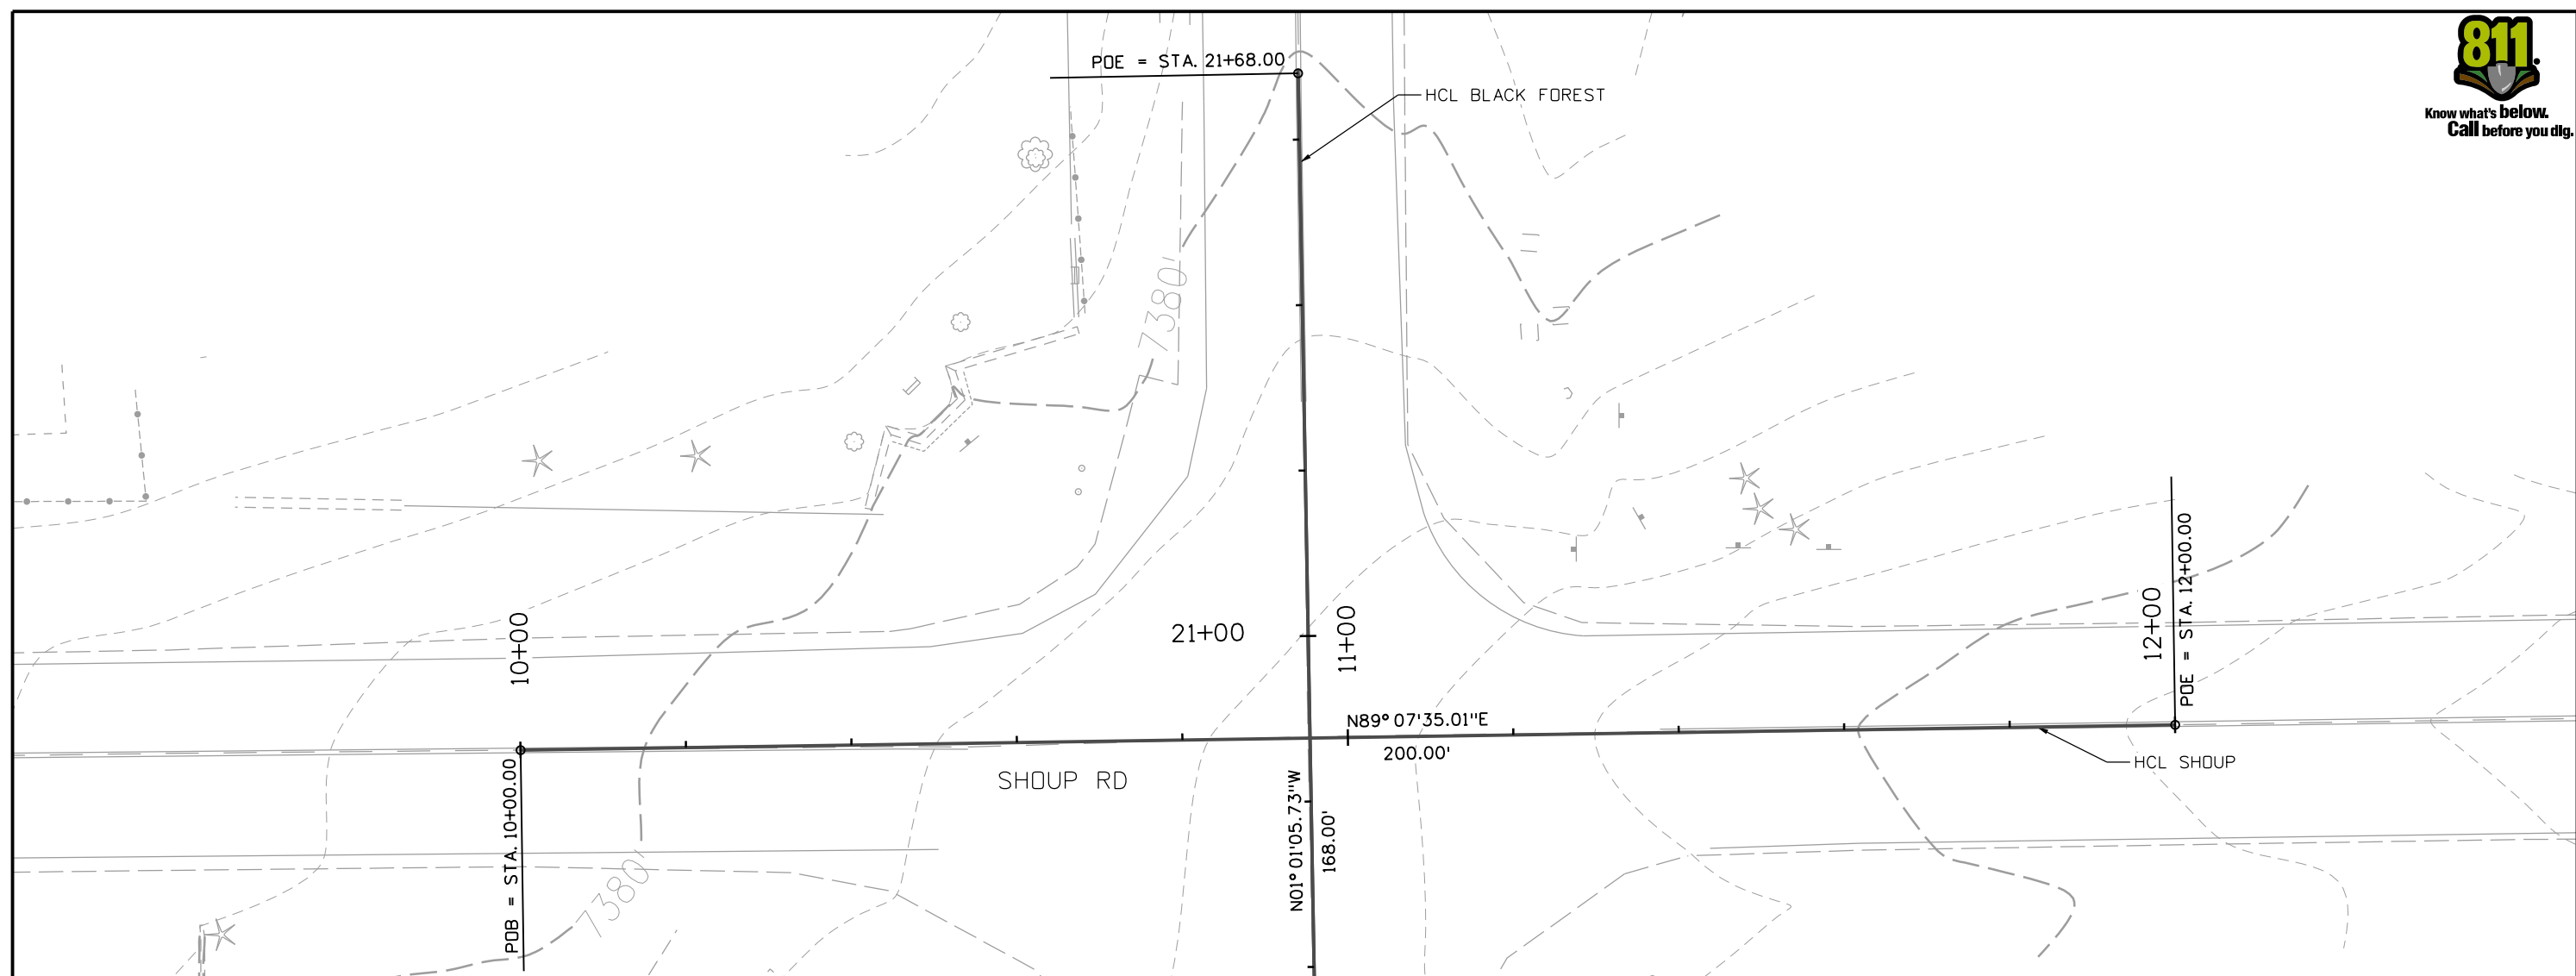 811.
Know what's below.
Call before you dig.
POE = STA. 21+68.00
HCL BLACK FOREST
7380'
10+00
21+00
11+00
12+00
POE = STA. 12+00.00
N89° 07'35.01"E
200.00'
SHOUP RD
HCL SHOUP
POB = STA. 10+00.00
N01° 01'05.73"W
168.00'
7380'